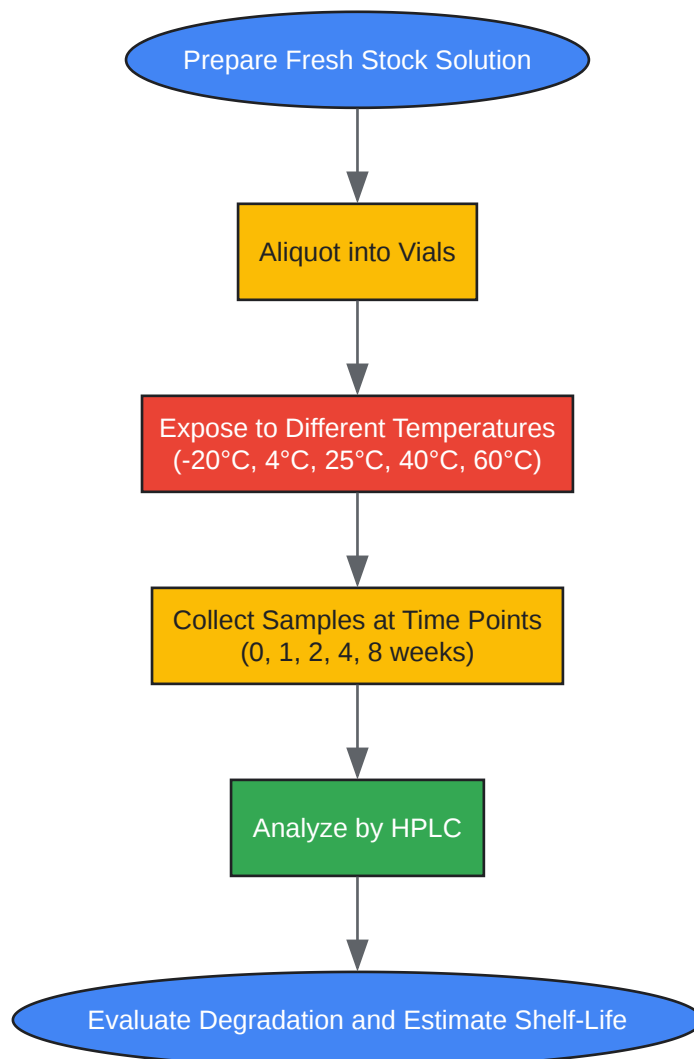 Prepare Fresh Stock Solution
Aliquot into Vials
Expose to Different Temperatures
(-20°C, 4°C, 25°C, 40°C, 60°C)
Collect Samples at Time Points
(0, 1, 2, 4, 8 weeks)
Analyze by HPLC
Evaluate Degradation and Estimate Shelf-Life